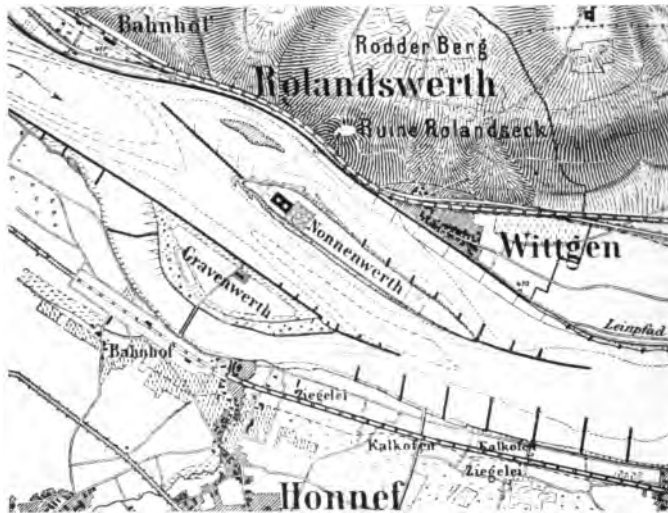 Bahnhof
Rodder Berg
Rolandswerth
Ruine Rolandseck
Nonnenwerth
Wittgen
Gravenwerth
Leinpfad
Bahnhof
Ziegelei
Kalkofen
Kalkofen
Ziegelei
Honnef